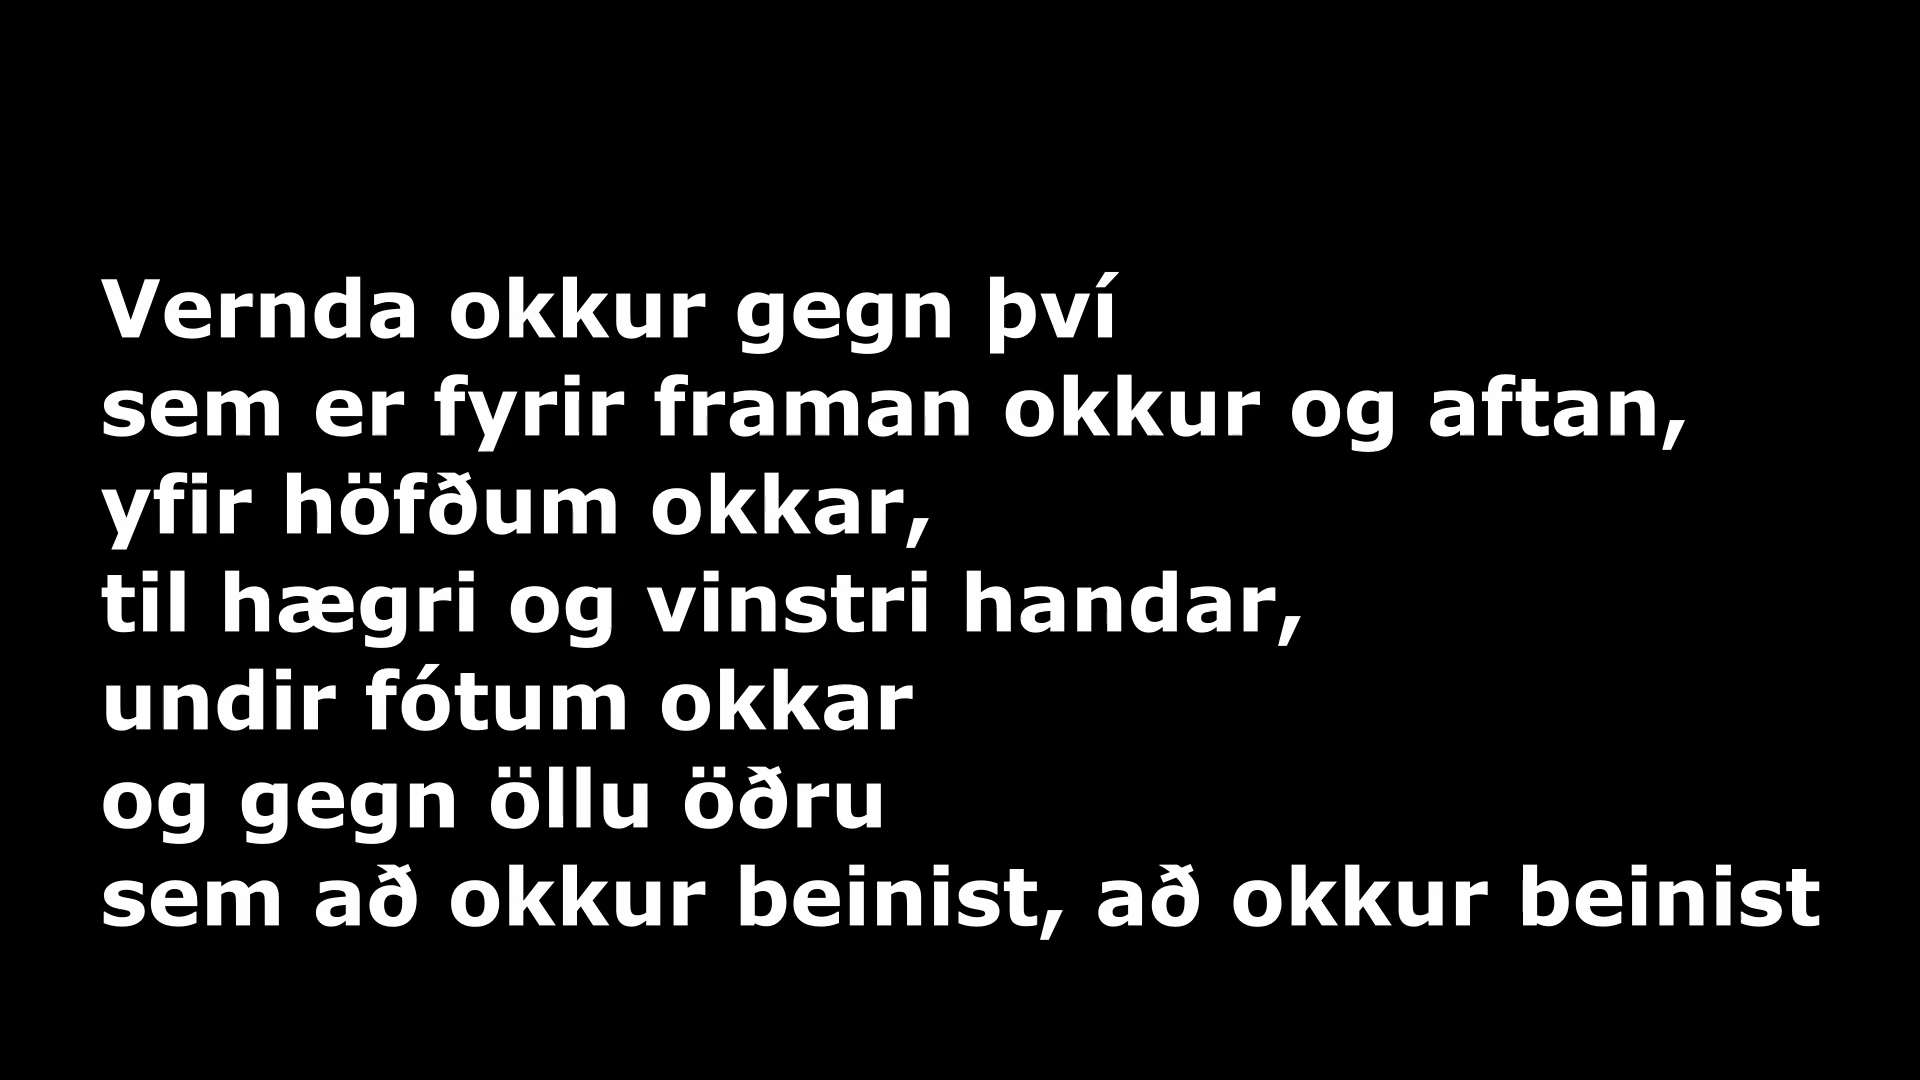 Vernda okkur gegn því
sem er fyrir framan okkur og aftan,
yfir höfðum okkar,
til hægri og vinstri handar,
undir fótum okkar
og gegn öllu öðru
sem að okkur beinist, að okkur beinist